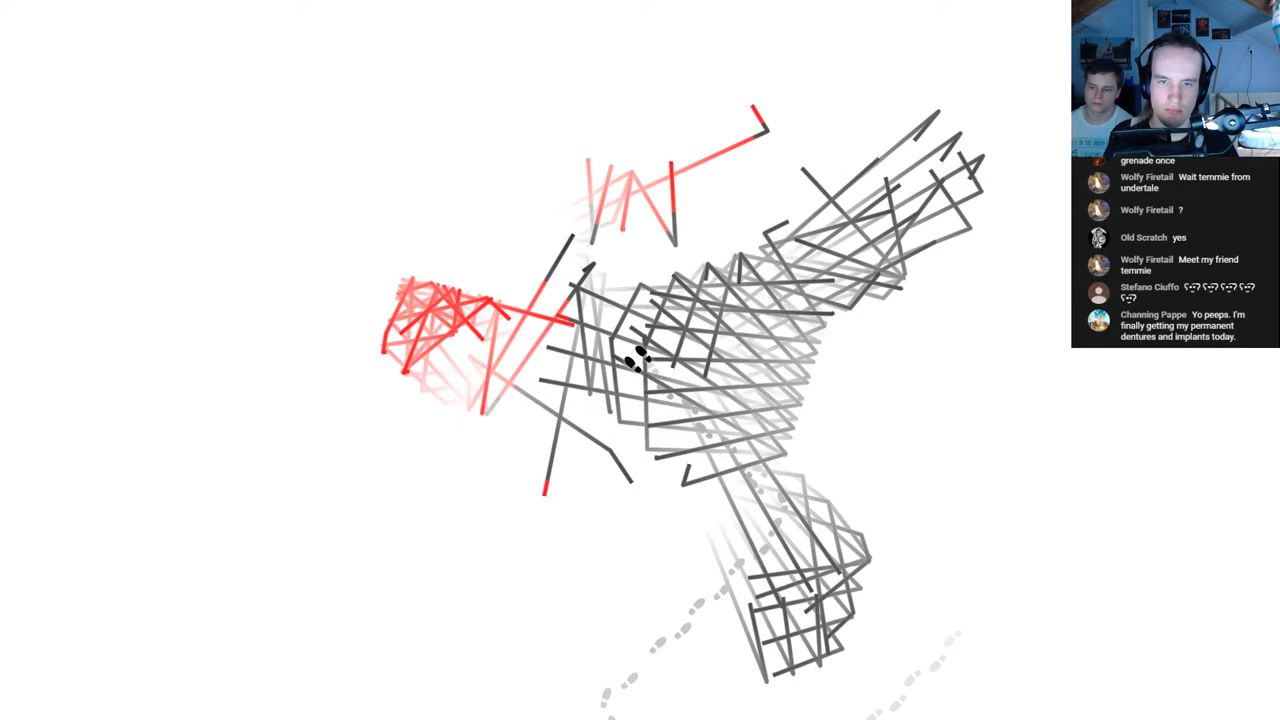 grenade once
Wolfy Firetail Wait temmie from
undertale
Wolfy Firetail ?
Old Scratch yes
Wolfy Firetail Meet my friend
temmie
Stefano Ciuffo
Channing Pappe Yo peeps. I'm
finally getting my permanent
dentures and implants today.